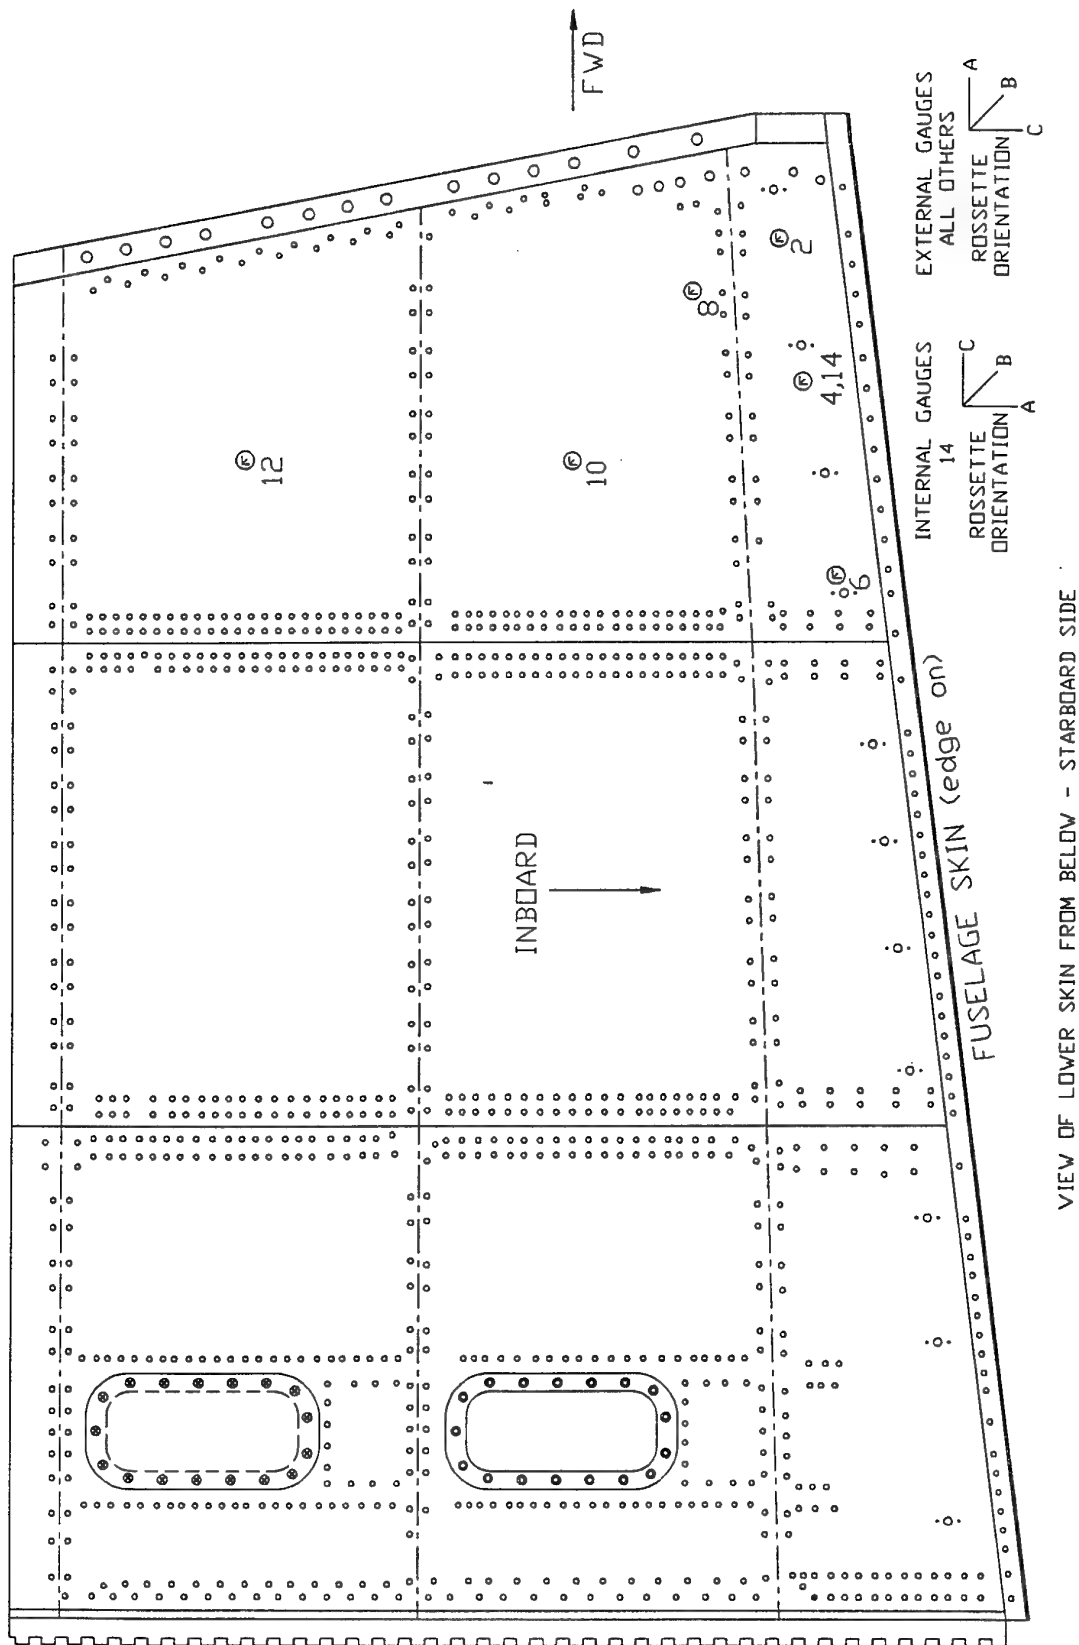 FWD
12
10
8
2
4,14
6
INBOARD
FUSELAGE SKIN (edge on)
INTERNAL GAUGES
14
ROSSETTE
ORIENTATION
C
B
A
EXTERNAL GAUGES
ALL OTHERS
ROSSETTE
ORIENTATION
A
B
C
VIEW OF LOWER SKIN FROM BELOW - STARBOARD SIDE